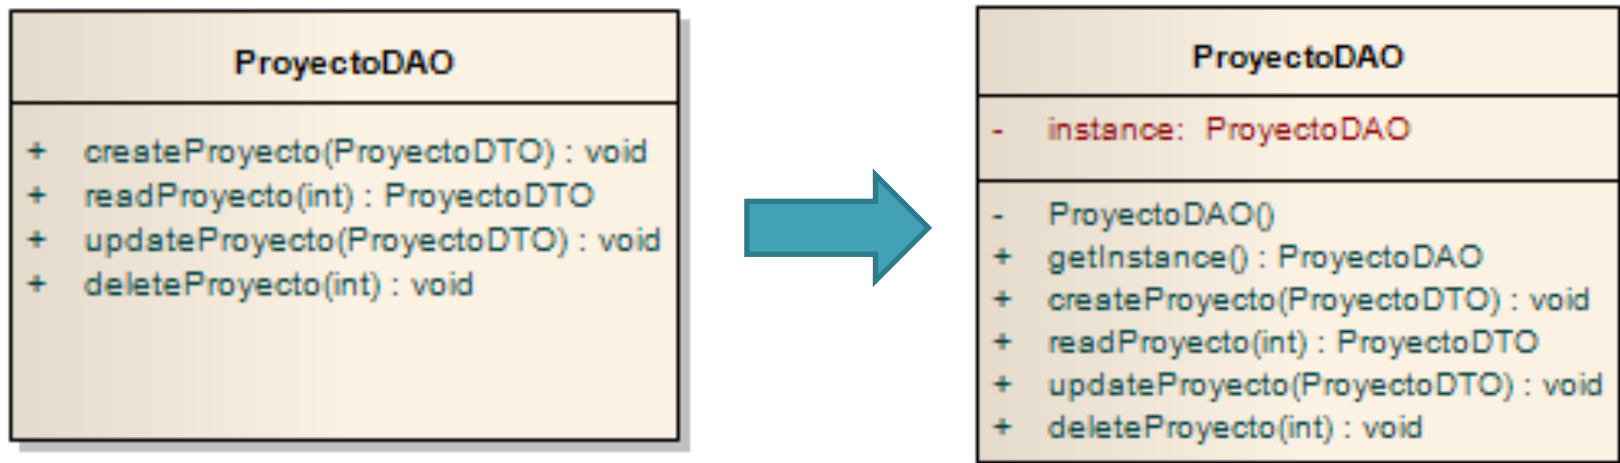 ProyectoDAO
+ createProyecto(ProyectoDTO) : void
+ readProyecto(int) : ProyectoDTO
+ updateProyecto(ProyectoDTO) : void
+ deleteProyecto(int) : void
ProyectoDAO
- instance: ProyectoDAO
- ProyectoDAO()
+ getInstance() : ProyectoDAO
+ createProyecto(ProyectoDTO) : void
+ readProyecto(int) : ProyectoDTO
+ updateProyecto(ProyectoDTO) : void
+ deleteProyecto(int) : void